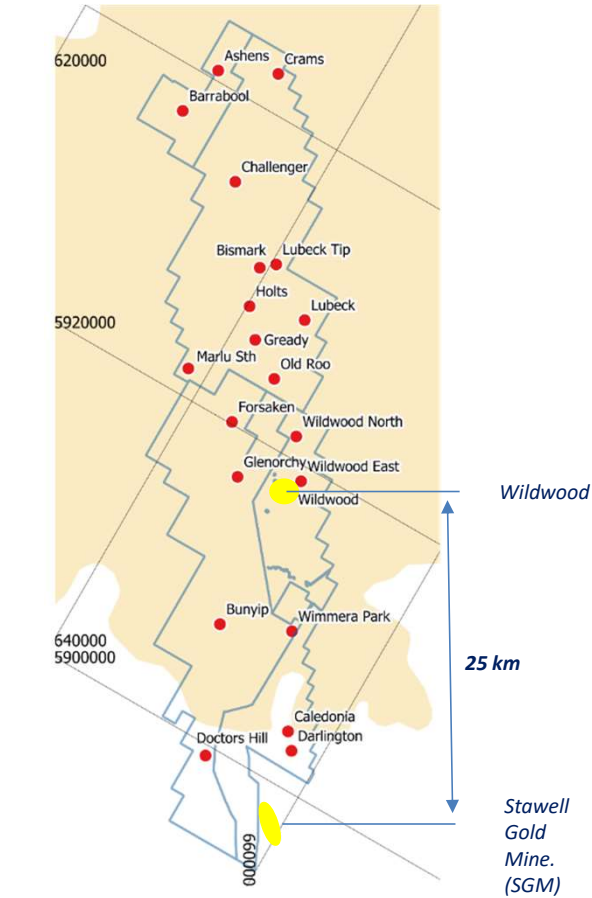 620000
Ashens
Crams
Barrabool
Challenger
Bismark
Lubeck Tip
Holts
Lubeck
5920000
Gready
Marlu Sth
Old Roo
Forsaken
Wildwood North
Glenorchy
Wildwood East
Wildwood
Wildwood
Bunyip
Wimmera Park
640000
5900000
25 km
Caledonia
Doctors Hill
Darlington
Stawell
Gold
Mine.
(SGM)
660000